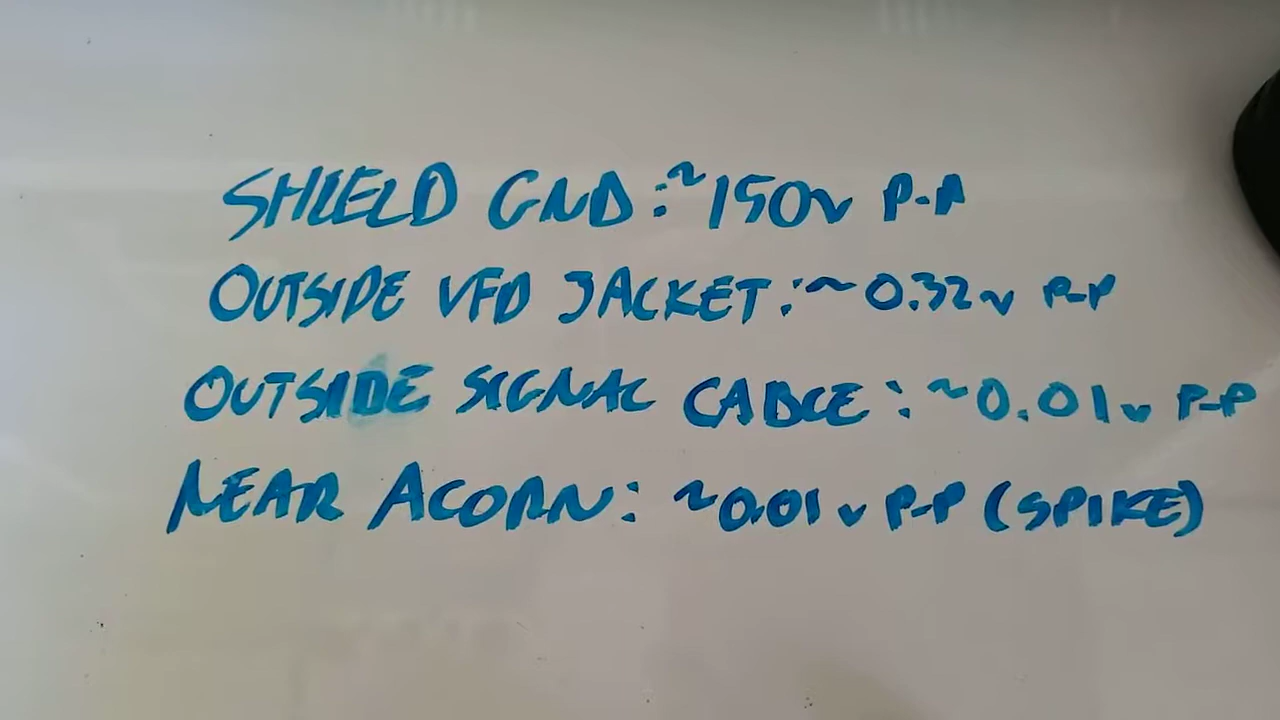 SHIELD GND: ~150v P-P
OUTSIDE VFD JACKET: ~0.32v P-P
OUTSIDE SIGNAL CABLE: ~0.01v P-P
NEAR ACORN: ~0.01v P-P (SPIKE)